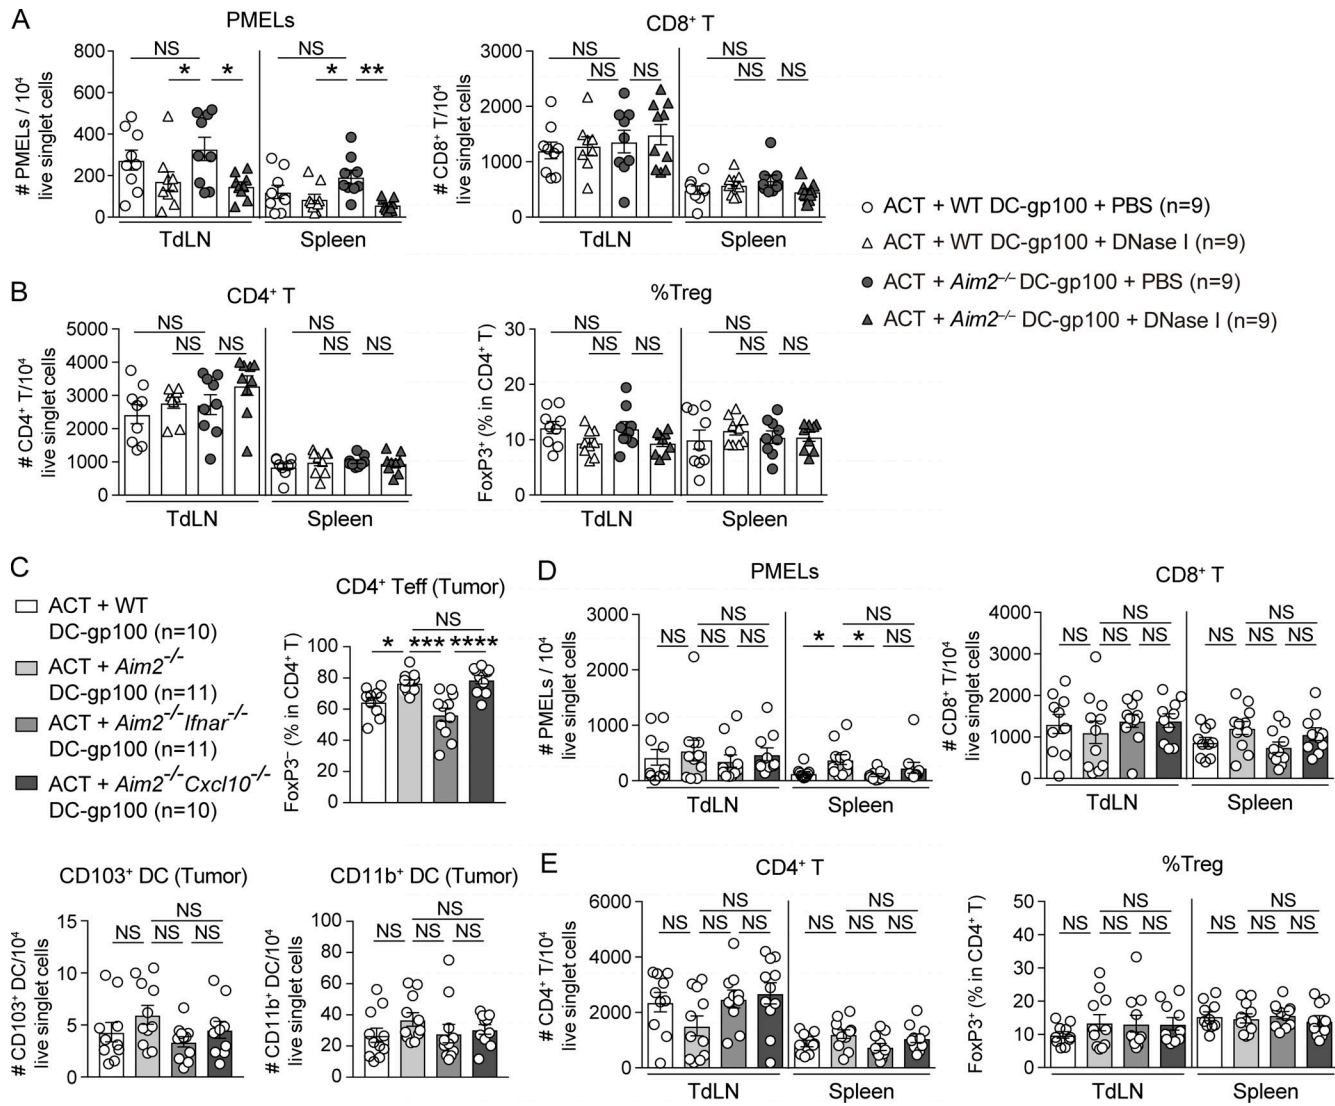 A
PMELs
# PMELs / 10⁴
live singlet cells
800
600
400
200
0
NS
*
*
NS
*
**
TdLN
Spleen
CD8⁺ T
# CD8⁺ T/10⁴
live singlet cells
3000
2000
1000
0
NS
NS
NS
NS
NS
NS
TdLN
Spleen
ACT + WT DC-gp100 + PBS (n=9)
ACT + WT DC-gp100 + DNase I (n=9)
ACT + Aim2⁻/⁻ DC-gp100 + PBS (n=9)
ACT + Aim2⁻/⁻ DC-gp100 + DNase I (n=9)
B
CD4⁺ T
# CD4⁺ T/10⁴
live singlet cells
5000
4000
3000
2000
1000
0
NS
NS
NS
NS
NS
NS
TdLN
Spleen
%Treg
FoxP3⁺ (% in CD4⁺ T)
30
20
10
0
NS
NS
NS
NS
NS
NS
TdLN
Spleen
C
ACT + WT
DC-gp100 (n=10)
ACT + Aim2⁻/⁻
DC-gp100 (n=11)
ACT + Aim2⁻/⁻Ifnar⁻/⁻
DC-gp100 (n=11)
ACT + Aim2⁻/⁻Cxcl10⁻/⁻
DC-gp100 (n=10)
CD4⁺ Teff (Tumor)
FoxP3⁻ (% in CD4⁺ T)
100
80
60
40
20
0
NS
*
***
****
CD103⁺ DC (Tumor)
# CD103⁺ DC/10⁴
live singlet cells
15
10
5
0
NS
NS
NS
NS
CD11b⁺ DC (Tumor)
# CD11b⁺ DC/10⁴
live singlet cells
100
80
60
40
20
0
NS
NS
NS
NS
D
PMELs
# PMELs / 10⁴
live singlet cells
3000
2000
1000
0
NS
NS
NS
NS
NS
*
*
NS
TdLN
Spleen
CD8⁺ T
# CD8⁺ T/10⁴
live singlet cells
4000
3000
2000
1000
0
NS
NS
NS
NS
NS
NS
NS
NS
TdLN
Spleen
E
CD4⁺ T
# CD4⁺ T/10⁴
live singlet cells
6000
4000
2000
0
NS
NS
NS
NS
NS
NS
NS
NS
TdLN
Spleen
%Treg
FoxP3⁺ (% in CD4⁺ T)
50
40
30
20
10
0
NS
NS
NS
NS
NS
NS
NS
NS
TdLN
Spleen